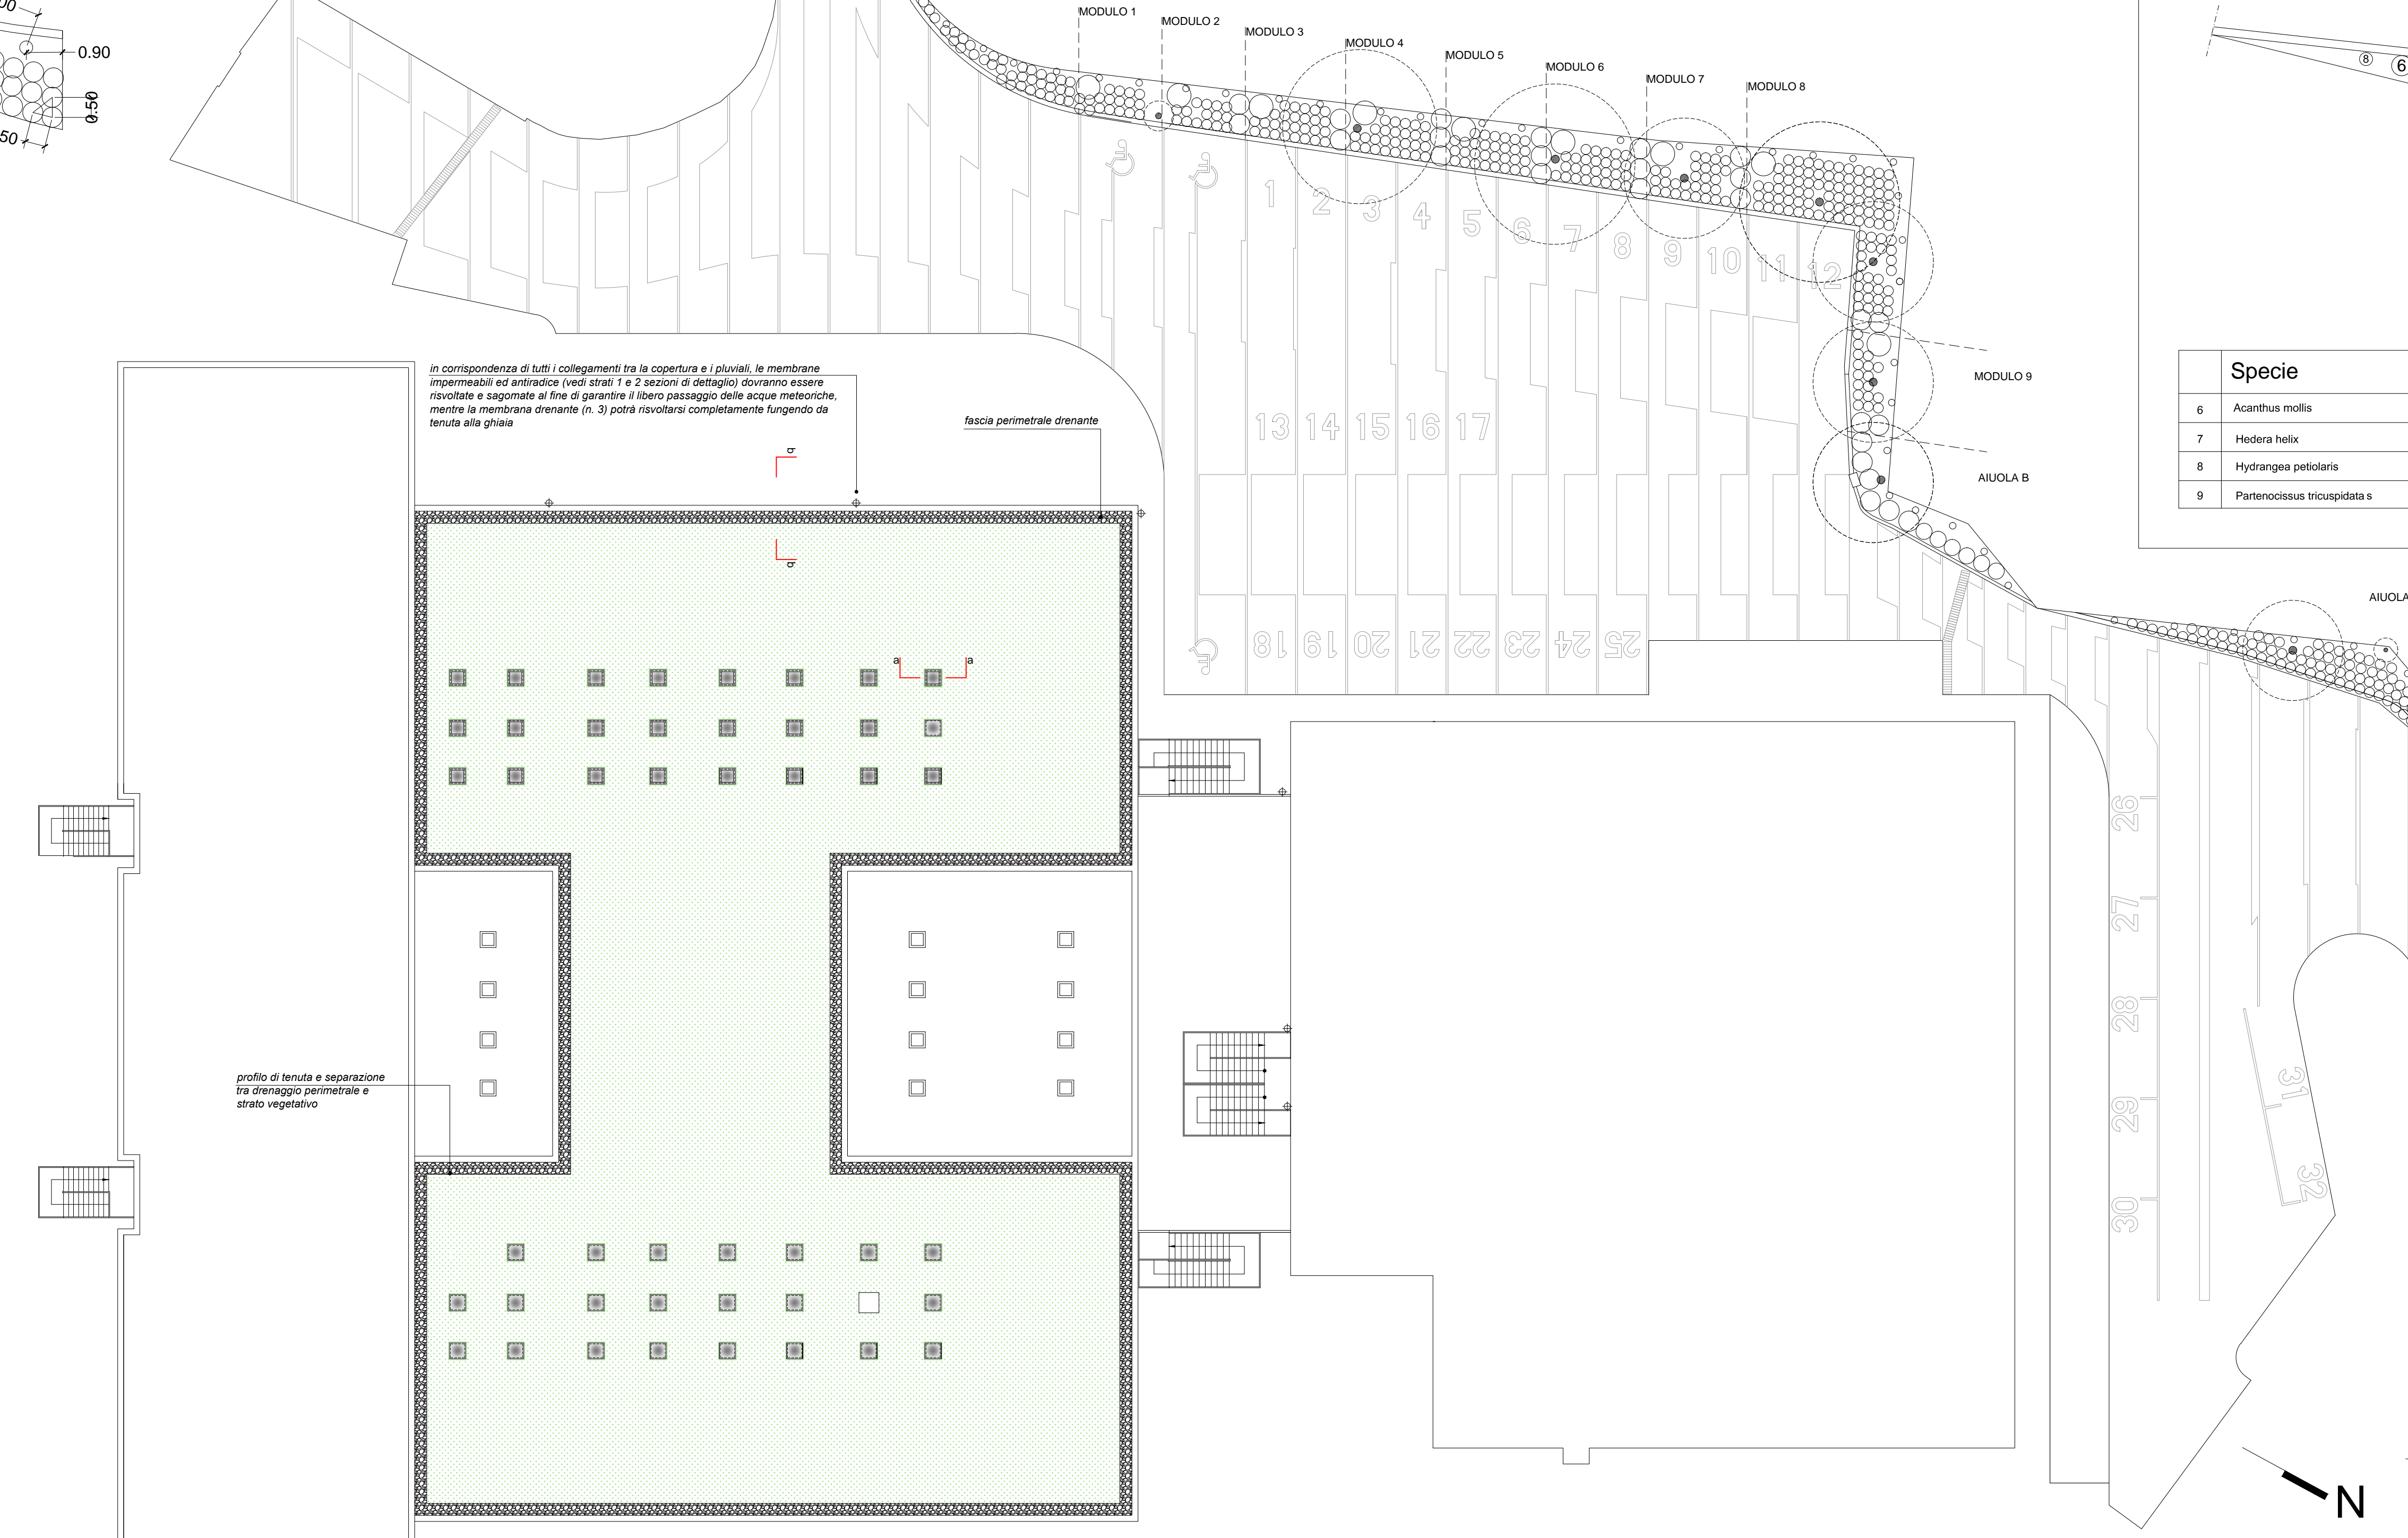 0.90
0.50
MODULO 1
MODULO 2
MODULO 3
MODULO 4
MODULO 5
MODULO 6
MODULO 7
MODULO 8
8
6
1
2
3
4
5
6
7
8
9
10
11
12
MODULO 9
AIUOLA B
Specie
6 Acanthus mollis
7 Hedera helix
8 Hydrangea petiolaris
9 Partenocissus tricuspidata s
in corrispondenza di tutti i collegamenti tra la copertura e i pluviali, le membrane
impermeabili ed antiradice (vedi strati 1 e 2 sezioni di dettaglio) dovranno essere
risvoltate e sagomate al fine di garantire il libero passaggio delle acque meteoriche,
mentre la membrana drenante (n. 3) potrà risvoltarsi completamente fungendo da
tenuta alla ghiaia
fascia perimetrale drenante
b
b
13 14 15 16 17
AIUOLA
18 19 20 21 22 23 24 25
a a
26
27
28
29
30
31
32
profilo di tenuta e separazione
tra drenaggio perimetrale e
strato vegetativo
N